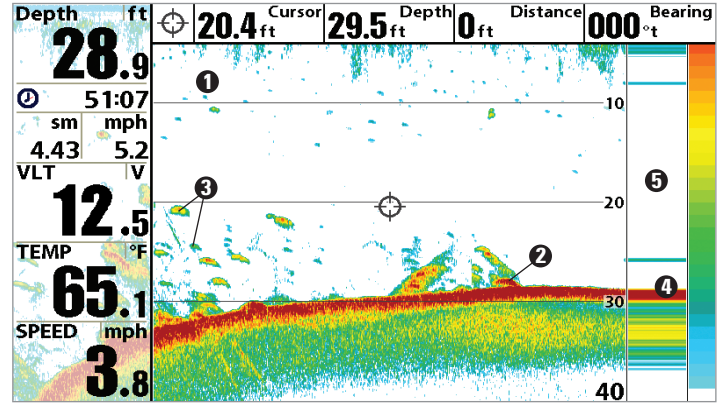 Depth ft
28.9
51:07
sm mph
4.43 5.2
VLT V
12.5
TEMP °F
65.1
SPEED mph
3.8
20.4 ft Cursor
29.5 ft Depth
0 ft Distance
000 °t Bearing
1
10
5
3
20
2
4
30
40